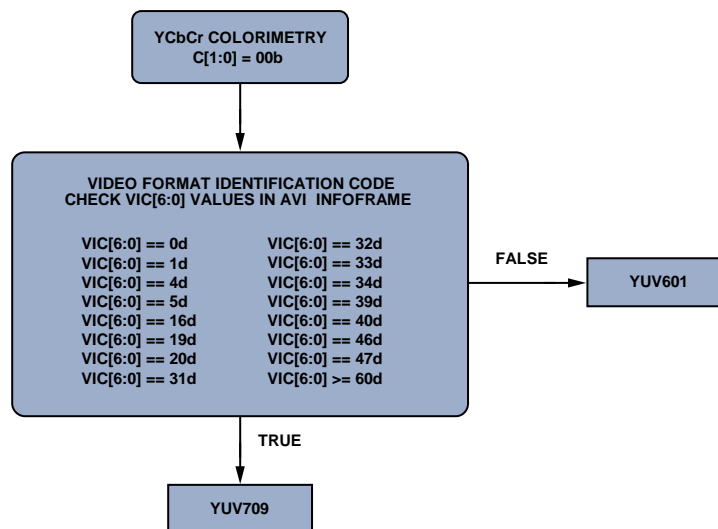 YCbCr COLORIMETRY
C[1:0] = 00b
VIDEO FORMAT IDENTIFICATION CODE
CHECK VIC[6:0] VALUES IN AVI INFOFRAME
VIC[6:0] == 0d
VIC[6:0] == 1d
VIC[6:0] == 4d
VIC[6:0] == 5d
VIC[6:0] == 16d
VIC[6:0] == 19d
VIC[6:0] == 20d
VIC[6:0] == 31d
VIC[6:0] == 32d
VIC[6:0] == 33d
VIC[6:0] == 34d
VIC[6:0] == 39d
VIC[6:0] == 40d
VIC[6:0] == 46d
VIC[6:0] == 47d
VIC[6:0] >= 60d
FALSE
YUV601
TRUE
YUV709